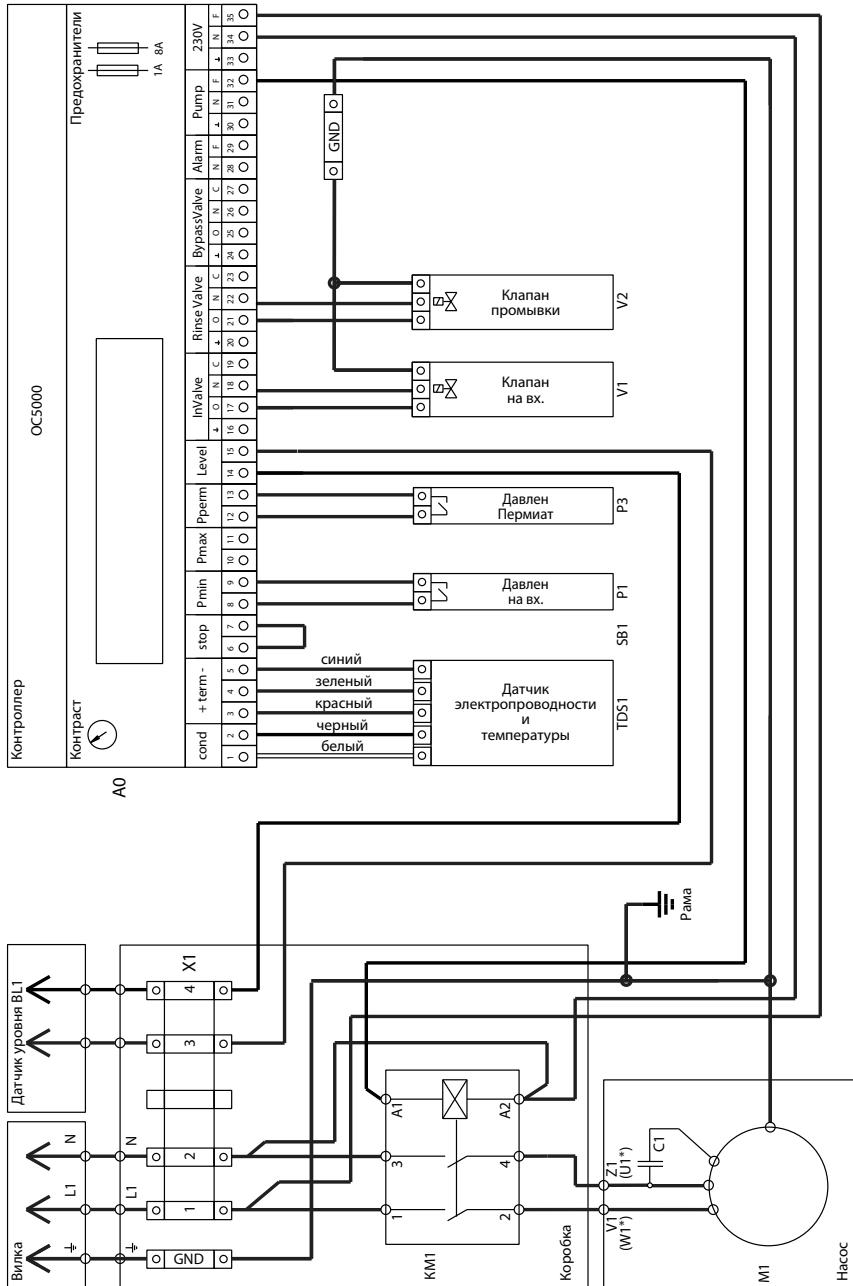 Контроллер
OC5000
Контраст
Предохранители
1A
8A
A0
cond
+ term -
stop
Pmin
Pmax
Pperm
Level
InValve
Rinse Valve
BypassValve
Alarm
Pump
230V
O N C
O N C
O N C
N F
N F
N F
1 2 3 4 5 6 7 8 9 10 11 12 13 14 15 16 17 18 19 20 21 22 23 24 25 26 27 28 29 30 31 32 33 34 35
GND
Клапан
промывки
V2
Клапан
на вх.
V1
Давлен
Пермиат
P3
Давлен
на вх.
P1
SB1
синий
зеленый
красный
черный
белый
Датчик
электропроводности
и
температуры
TDS1
Рама
Датчик уровня BL1
X1
4
3
Вилка
N
L1
N
L1
2
1
GND
A1
A2
3
4
1
2
KM1
Коробка
Z1
(U1*)
C1
V1
(W1*)
M1
Насос